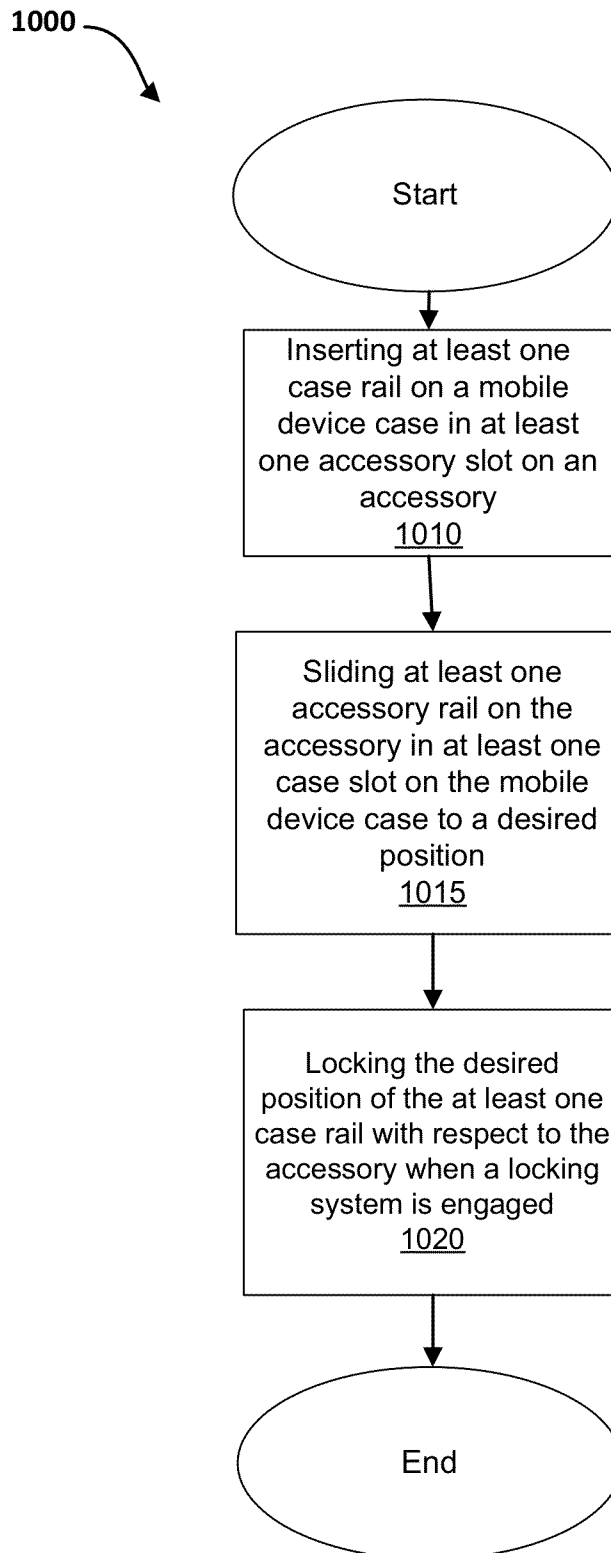 1000
Start
Inserting at least one
case rail on a mobile
device case in at least
one accessory slot on an
accessory
1010
Sliding at least one
accessory rail on the
accessory in at least one
case slot on the mobile
device case to a desired
position
1015
Locking the desired
position of the at least one
case rail with respect to the
accessory when a locking
system is engaged
1020
End